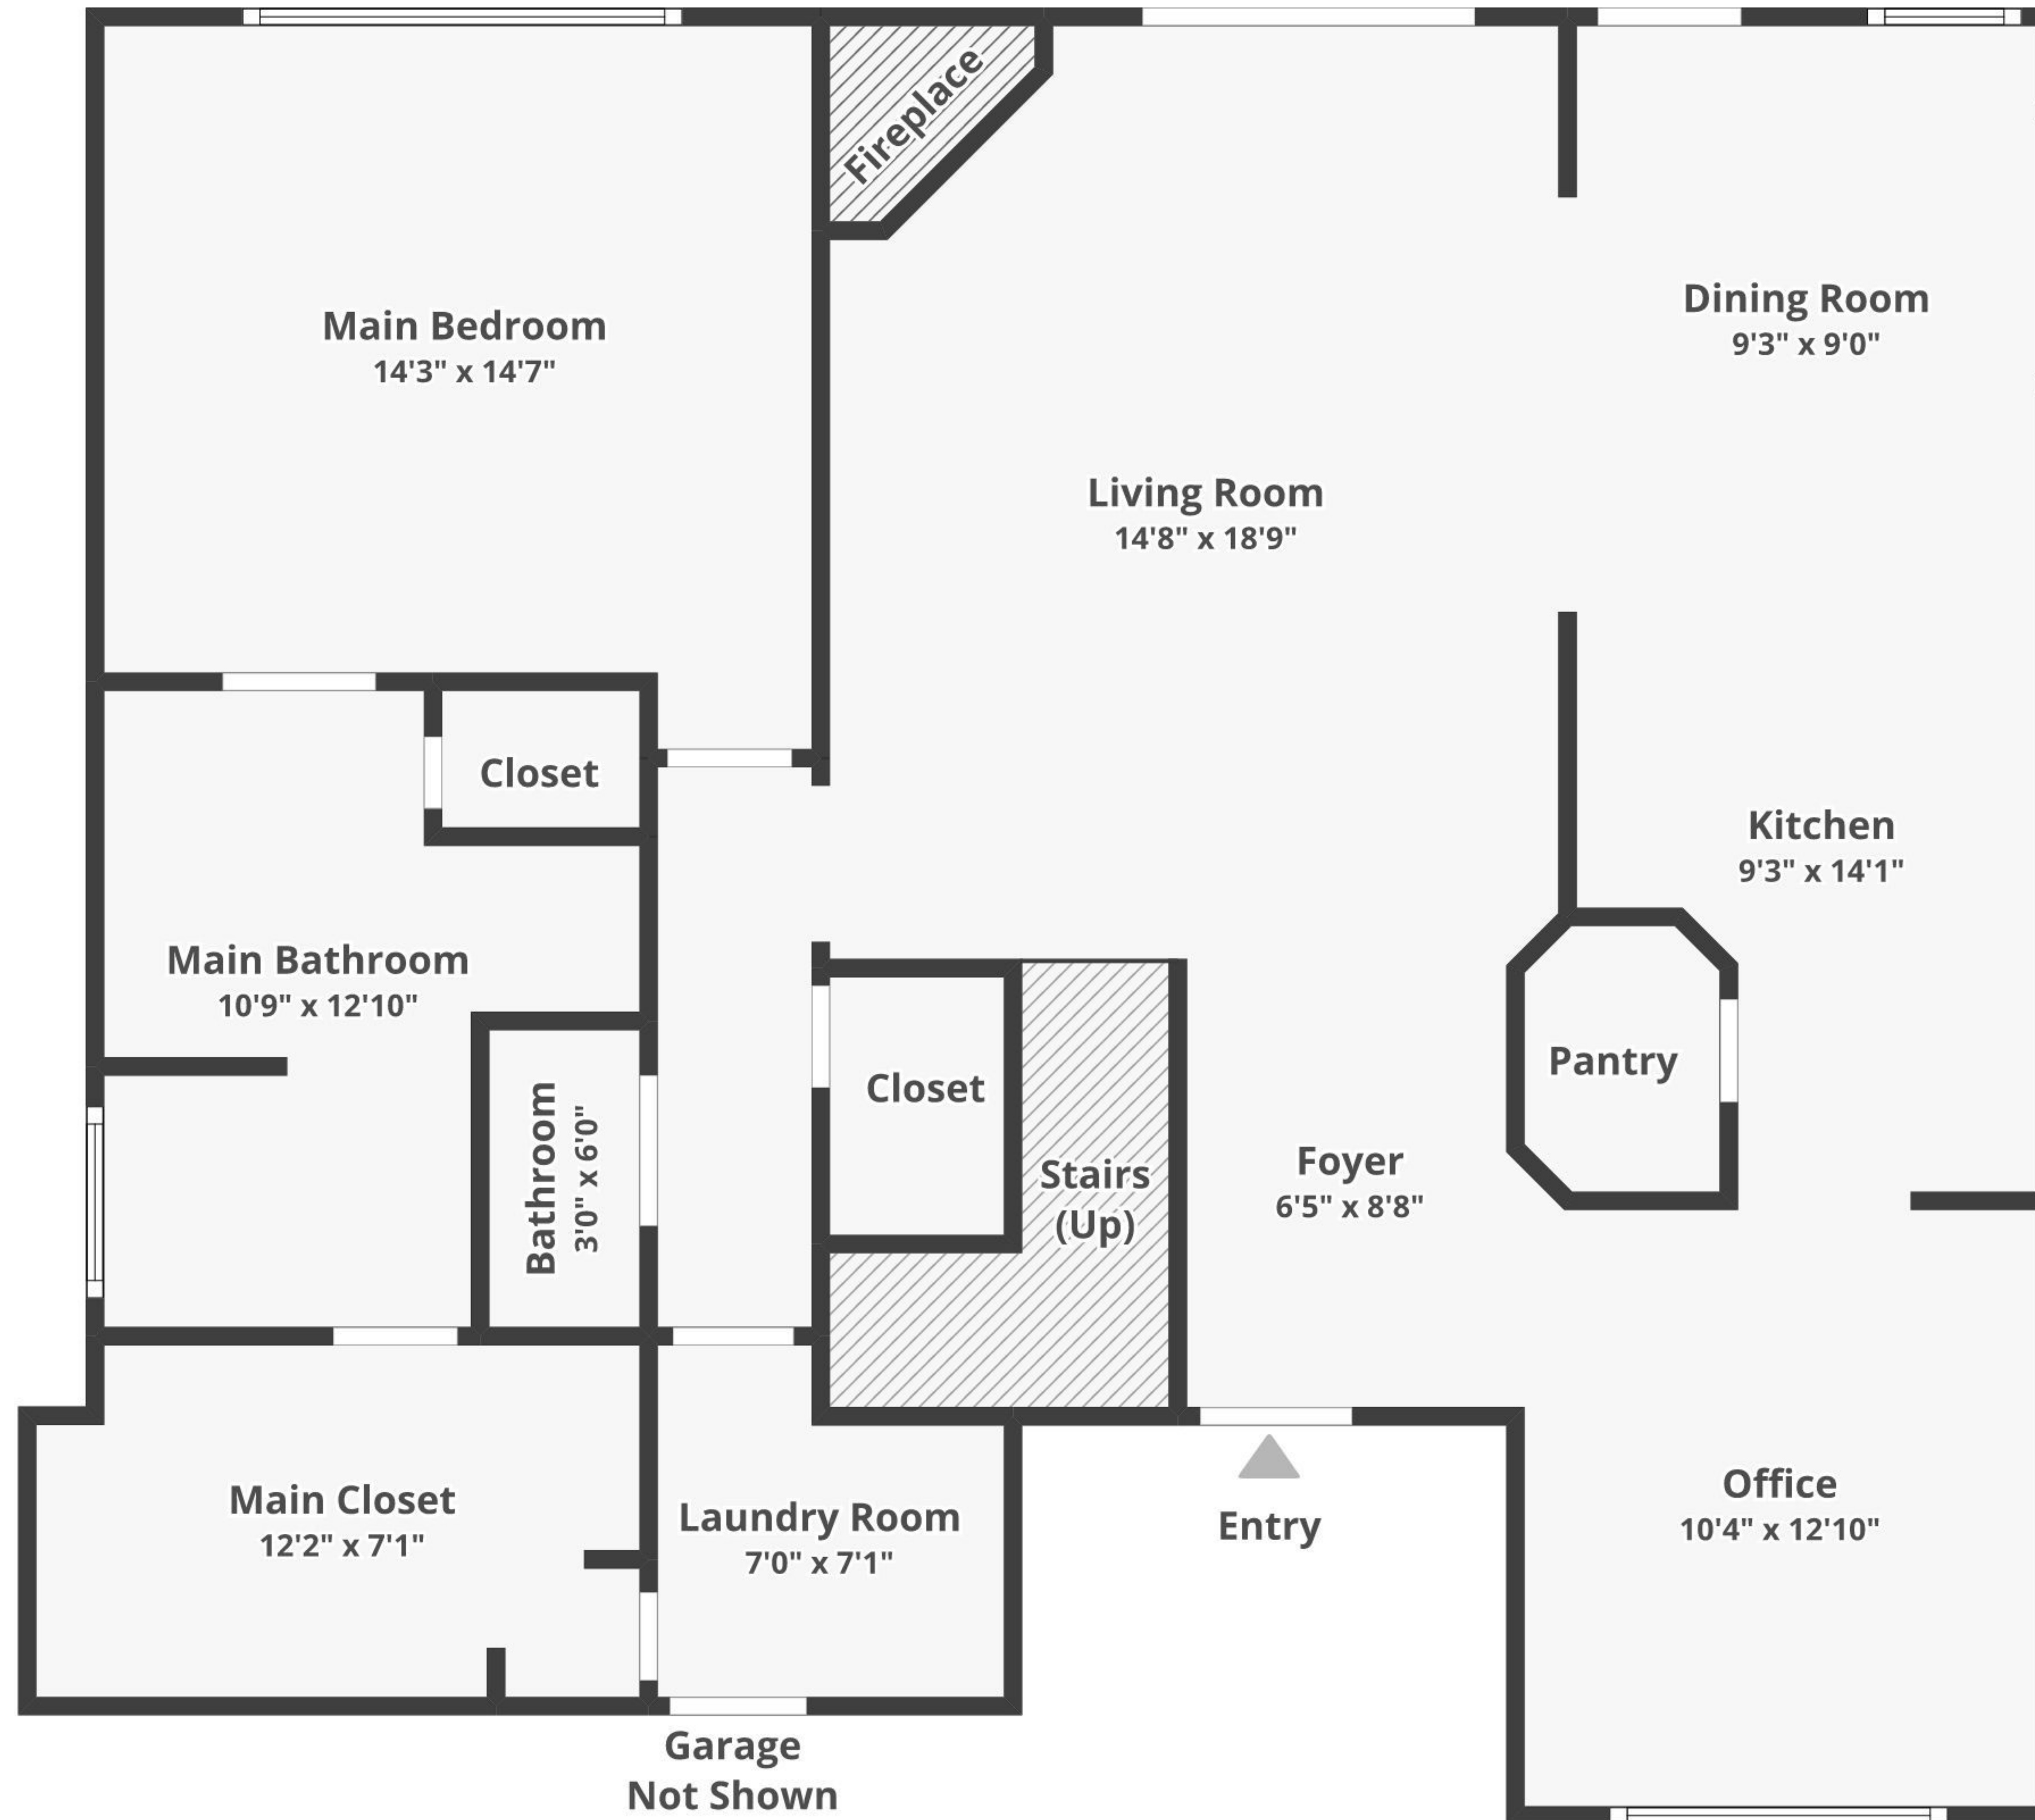 Fireplace
Main Bedroom
14'3" x 14'7"
Dining Room
9'3" x 9'0"
Living Room
14'8" x 18'9"
Closet
Kitchen
9'3" x 14'1"
Main Bathroom
10'9" x 12'10"
Bathroom
3'0" x 6'0"
Closet
Pantry
Stairs
(Up)
Foyer
6'5" x 8'8"
Main Closet
12'2" x 7'1"
Laundry Room
7'0" x 7'1"
Entry
Office
10'4" x 12'10"
Garage
Not Shown